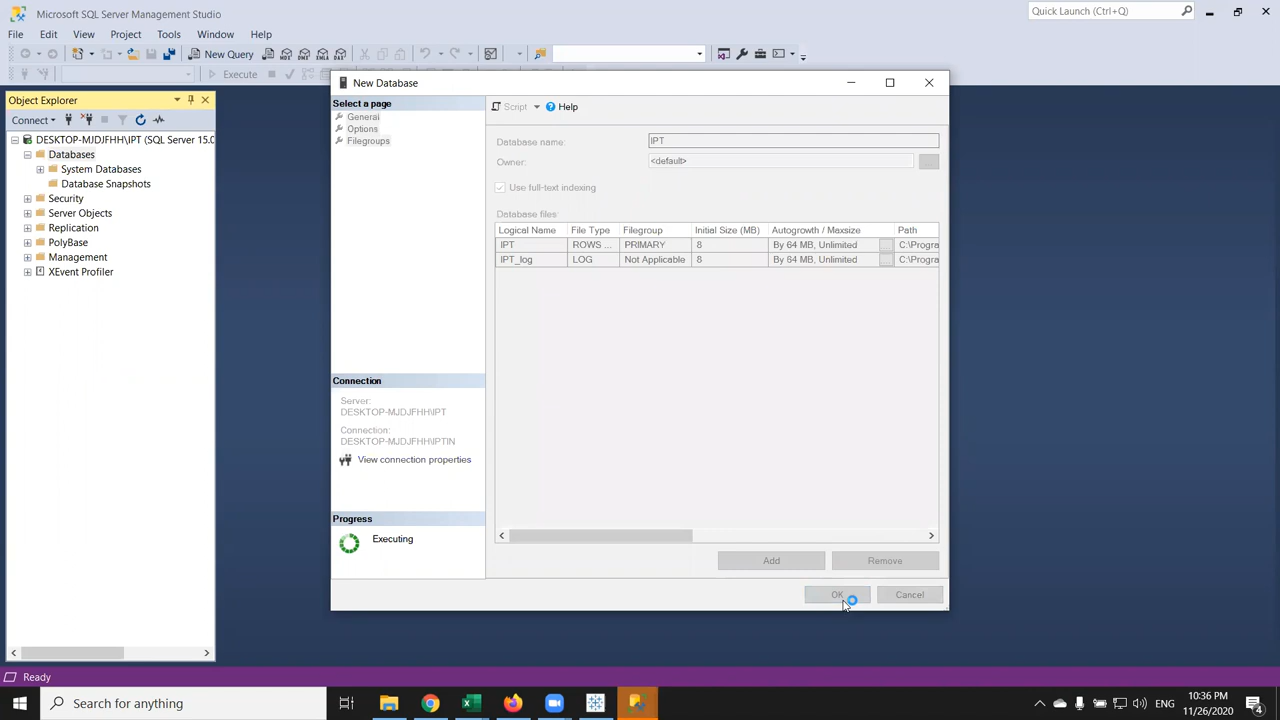 Microsoft SQL Server Management Studio
Quick Launch (Ctrl+Q)
File Edit View Project Tools Window Help
New Query MDX DMX XMLA DAX
Execute
Object Explorer
Connect
DESKTOP-MJDJFHH\IPT (SQL Server 15.0
Databases
System Databases
Database Snapshots
Security
Server Objects
Replication
PolyBase
Management
XEvent Profiler
New Database
Select a page
General
Options
Filegroups
Script Help
Database name: IPT
Owner: <default> ...
Use full-text indexing
Database files:
Logical Name File Type Filegroup Initial Size (MB) Autogrowth / Maxsize Path
IPT ROWS ... PRIMARY 8 By 64 MB, Unlimited ... C:\Progra
IPT_log LOG Not Applicable 8 By 64 MB, Unlimited ... C:\Progra
Connection
Server:
DESKTOP-MJDJFHH\IPT
Connection:
DESKTOP-MJDJFHH\IPTIN
View connection properties
Progress
Executing
Add Remove
OK Cancel
Ready
Search for anything
ENG
10:36 PM
11/26/2020
4